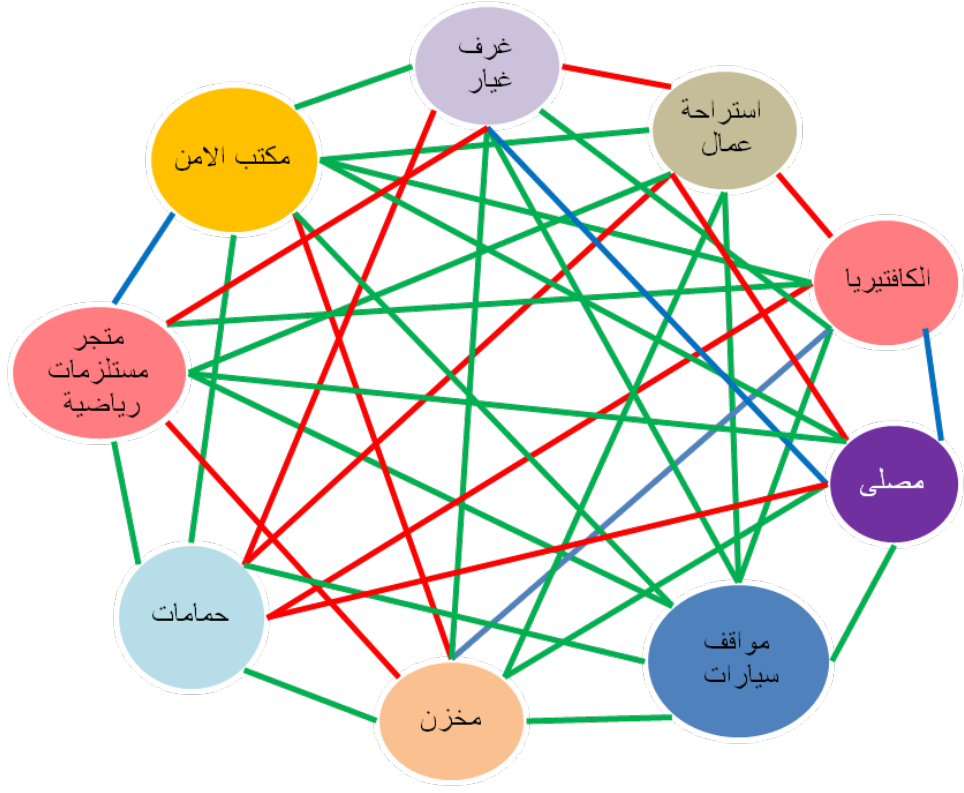 غرف
غيار
استراحة
عمال
مكتب الامن
الكافتيريا
متجر
مستلزمات
رياضية
مصلى
حمامات
مواقف
سيارات
مخزن